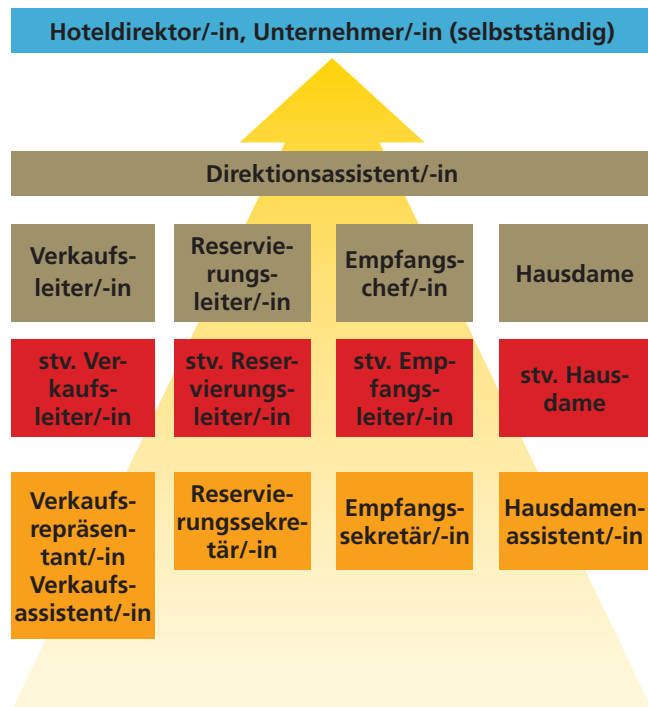 Hoteldirektor/-in, Unternehmer/-in (selbstständig)
Direktionsassistent/-in
Verkaufs-
leiter/-in
Reservie-
rungs-
leiter/-in
Empfangs-
chef/-in
Hausdame
stv. Ver-
kaufs-
leiter/-in
stv. Reser-
vierungs-
leiter/-in
stv. Emp-
fangs-
leiter/-in
stv. Haus-
dame
Verkaufs-
repräsen-
tant/-in
Verkaufs-
assistent/-in
Reservie-
rungssekre-
tär/-in
Empfangs-
sekretär/-in
Hausdamen-
assistent/-in